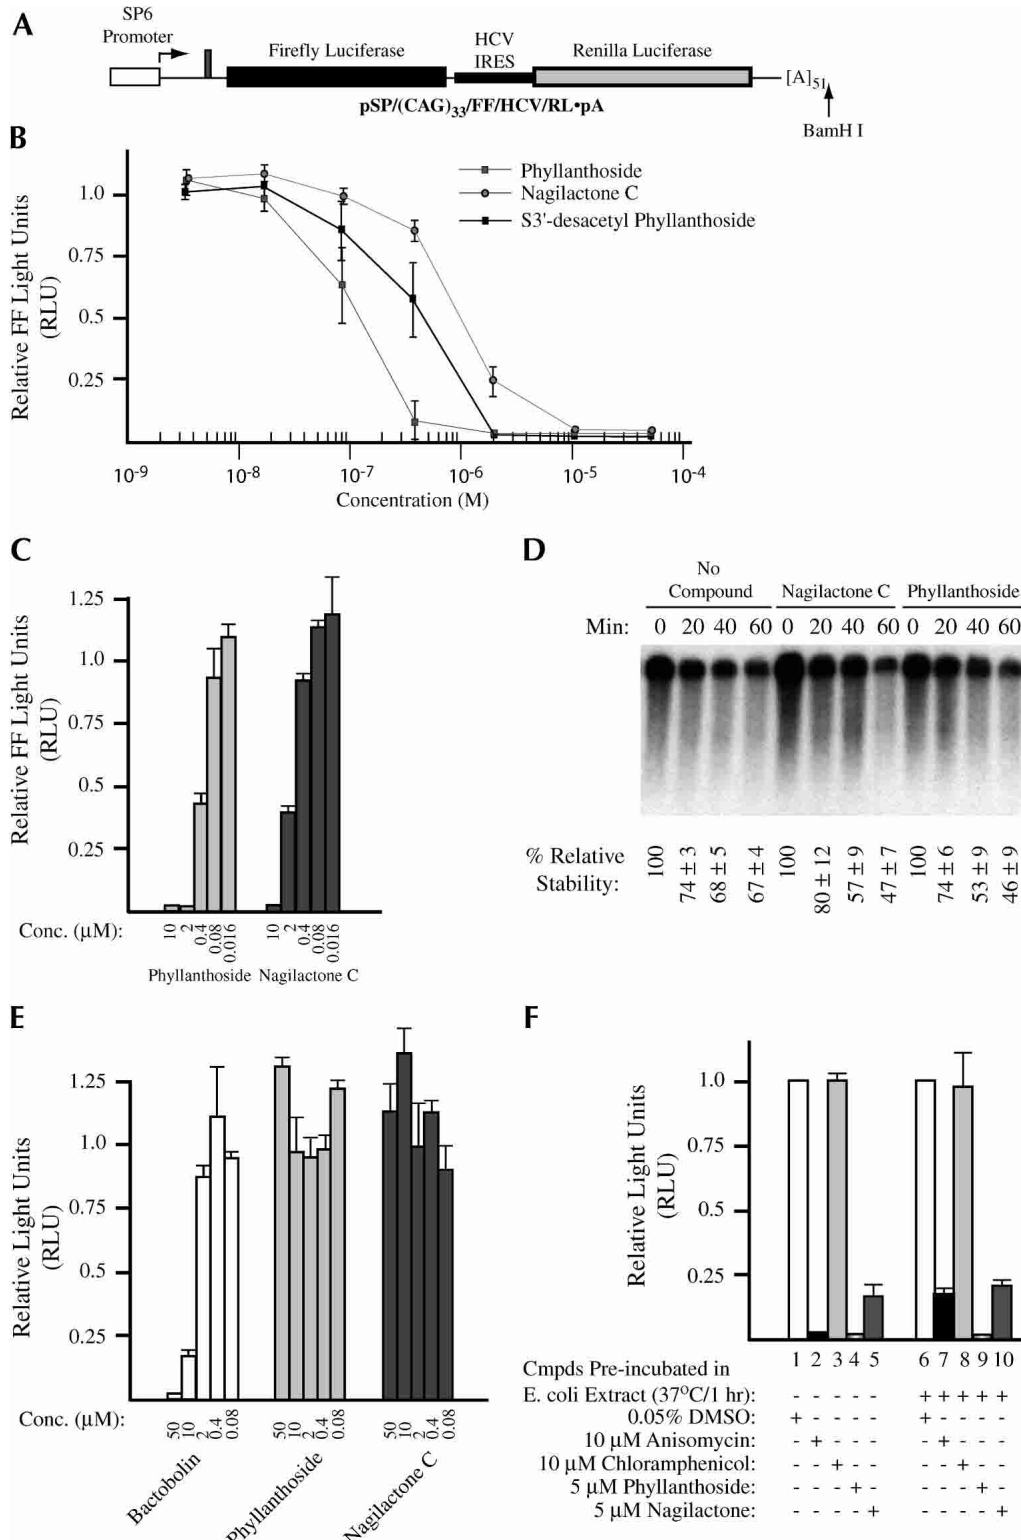 A
SP6
Promoter
Firefly Luciferase
HCV
IRES
Renilla Luciferase
[A]51
pSP/(CAG)33/FF/HCV/RL•pA
BamH I
B
Relative FF Light Units
(RLU)
1.0
0.75
0.5
0.25
Phyllanthoside
Nagilactone C
S3'-desacetyl Phyllanthoside
10-9
10-8
10-7
10-6
10-5
10-4
Concentration (M)
C
Relative FF Light Units
(RLU)
1.25
1.0
0.75
0.5
0.25
Conc. (µM):
10 2 0.4 0.08 0.016
10 2 0.4 0.08 0.016
Phyllanthoside Nagilactone C
D
No
Compound Nagilactone C Phyllanthoside
Min: 0 20 40 60 0 20 40 60 0 20 40 60
% Relative
Stability:
100 74 ± 3 68 ± 5 67 ± 4 100 80 ± 12 57 ± 9 47 ± 7 100 74 ± 6 53 ± 9 46 ± 9
E
Relative Light Units
(RLU)
1.25
1.0
0.75
0.5
0.25
Conc. (µM):
50 10 2 0.4 0.08
50 10 2 0.4 0.08
50 10 2 0.4 0.08
Bactobolin
Phyllanthoside
Nagilactone C
F
Relative Light Units
(RLU)
1.0
0.75
0.5
0.25
1 2 3 4 5 6 7 8 9 10
Cmpds Pre-incubated in
E. coli Extract (37°C/1 hr): - - - - - + + + + +
0.05% DMSO: + - - - - + - - - -
10 µM Anisomycin: - + - - - - + - - -
10 µM Chloramphenicol: - - + - - - - + - -
5 µM Phyllanthoside: - - - + - - - - + -
5 µM Nagilactone: - - - - + - - - - +